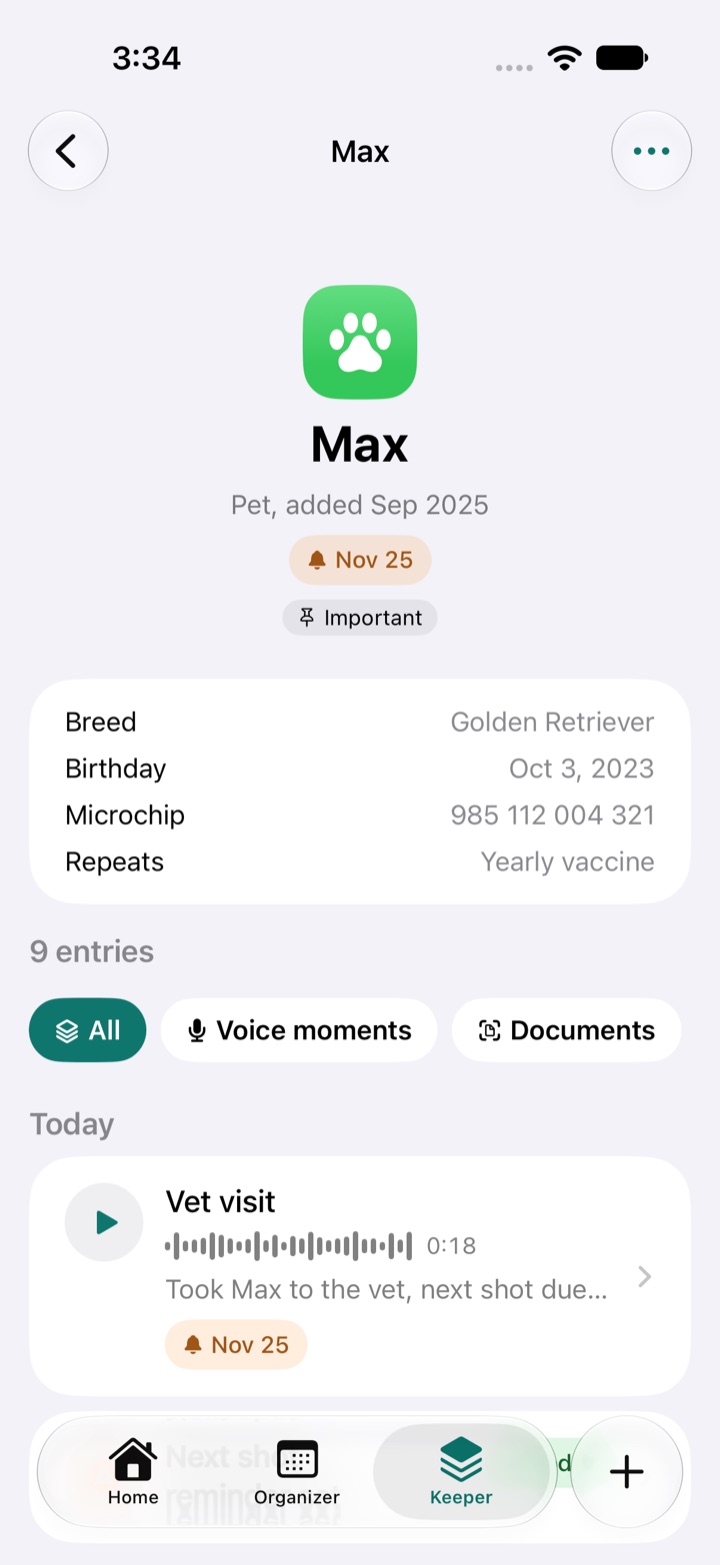 3:34
Max
Max
Pet, added Sep 2025
Nov 25
Important
Breed Golden Retriever
Birthday Oct 3, 2023
Microchip 985 112 004 321
Repeats Yearly vaccine
9 entries
All Voice moments Documents
Today
Vet visit
0:18
Took Max to the vet, next shot due...
Nov 25
Next
reminder
Home Organizer Keeper